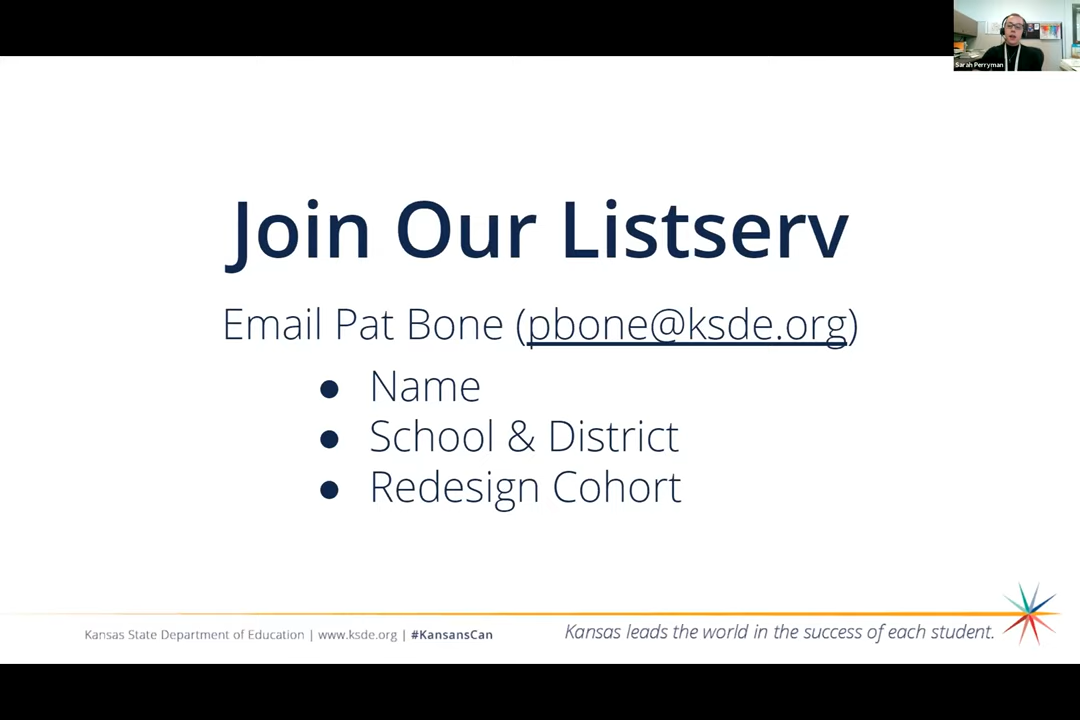 Sarah Perryman
Join Our Listserv
Email Pat Bone (pbone@ksde.org)
● Name
● School & District
● Redesign Cohort
Kansas State Department of Education | www.ksde.org | #KansansCan
Kansas leads the world in the success of each student.